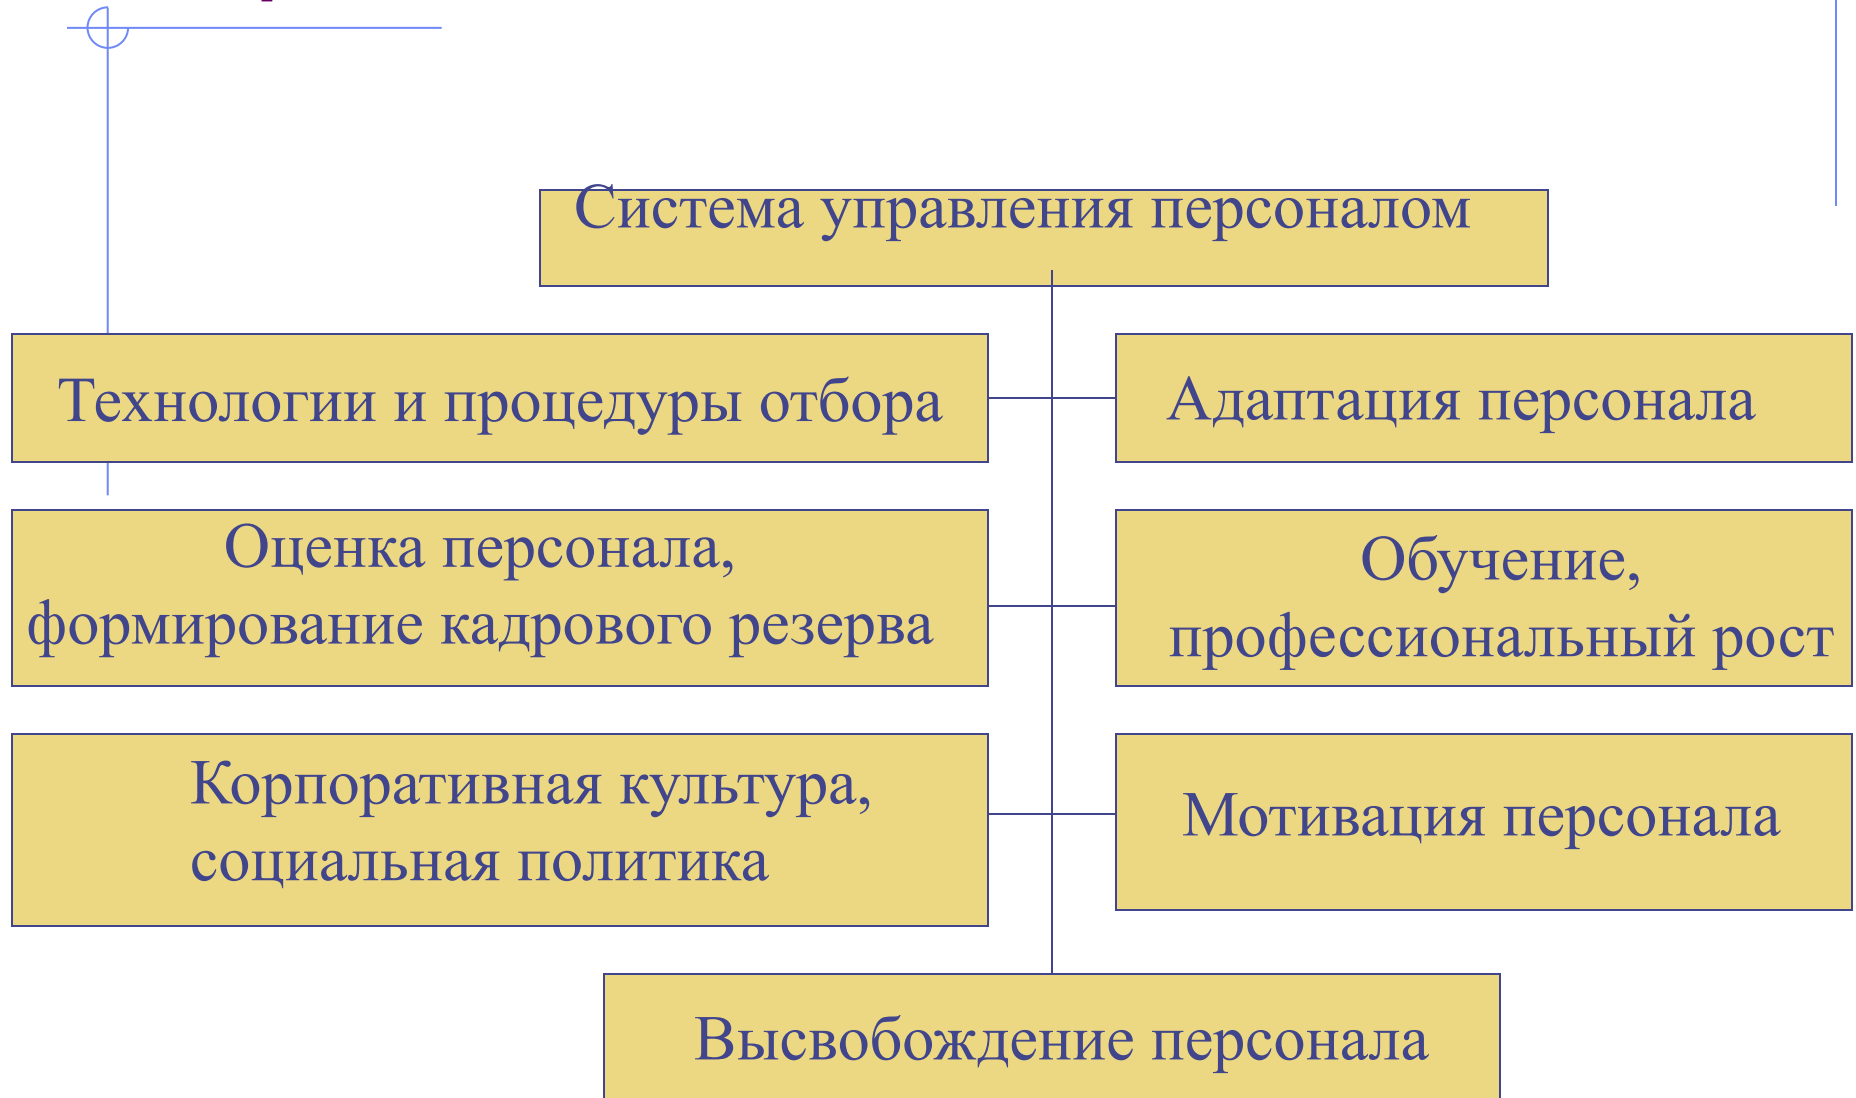 Система управления персоналом
Технологии и процедуры отбора
Адаптация персонала
Оценка персонала,
формирование кадрового резерва
Обучение,
профессиональный рост
Корпоративная культура,
социальная политика
Мотивация персонала
Высвобождение персонала